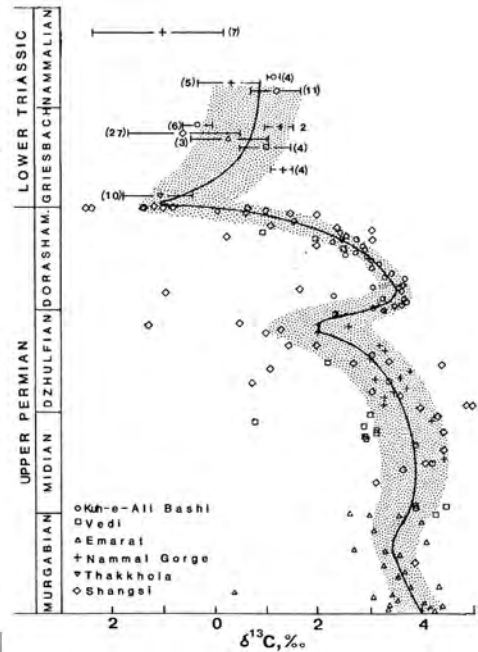 LOWER TRIASSIC
UPPER PERMIAN
NAMMALIAN
GRIESBACH
DORASHAM.
DZHULFIAN
MIDIAN
MURGABIAN
(7)
(5)
(4)
(11)
(6)
2
(27)
(3)
(4)
(4)
(10)
Kuh-e-Ali Bashi
Vedi
Emarat
Nammal Gorge
Thakkhola
Shangsi
2 0 2 4
δ¹³C,‰